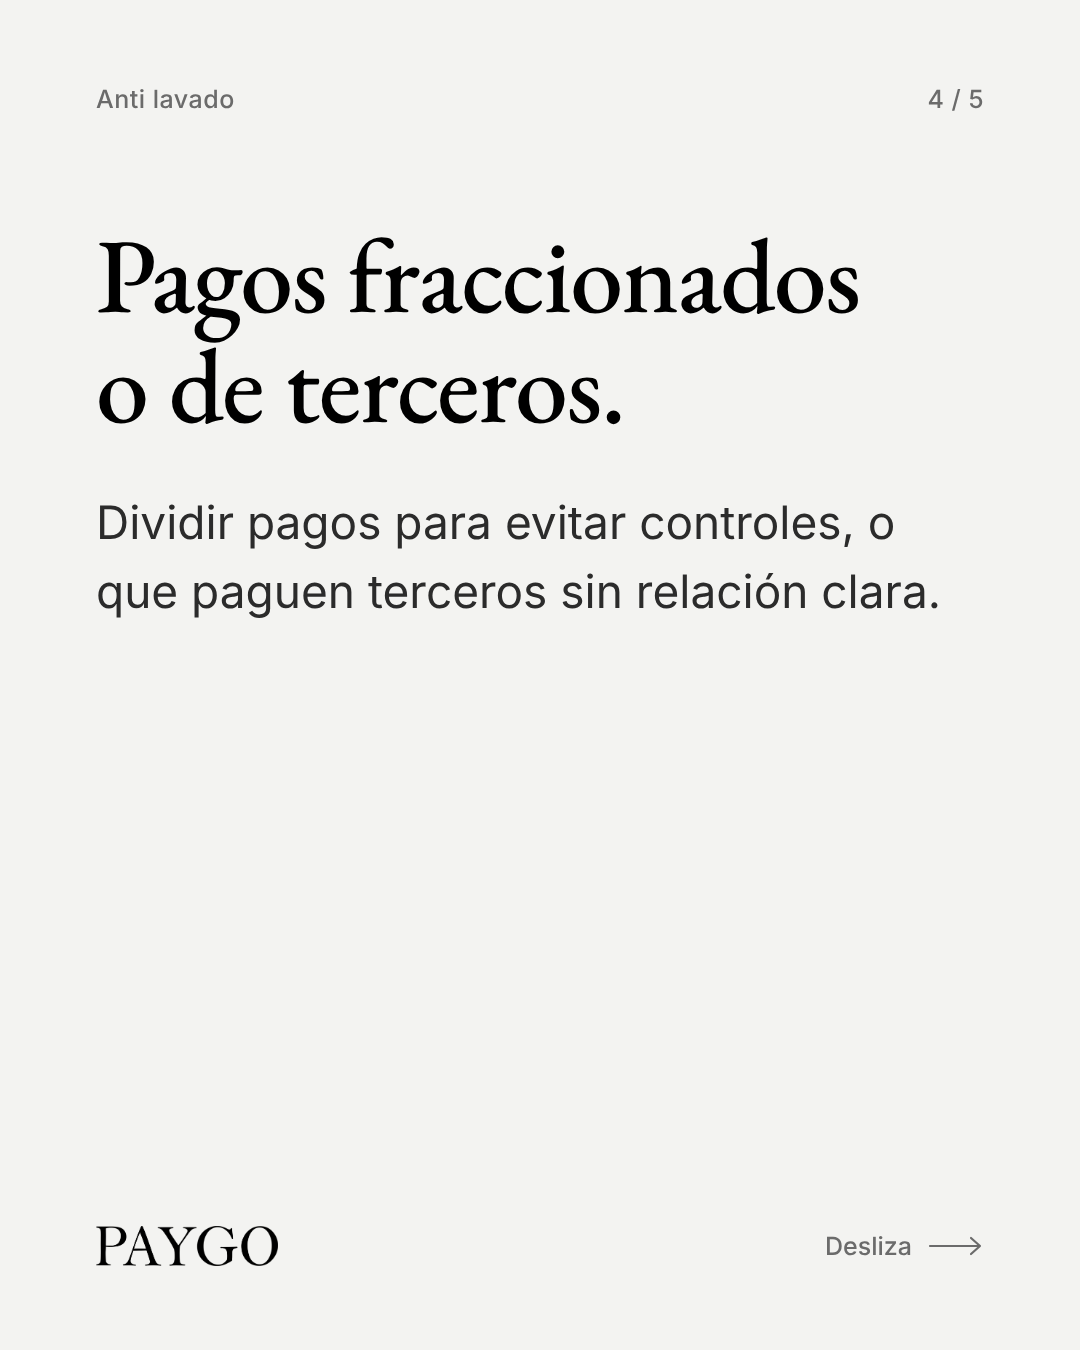 Anti lavado
4 / 5
Pagos fraccionados
o de terceros.
Dividir pagos para evitar controles, o
que paguen terceros sin relación clara.
PAYGO
Desliza